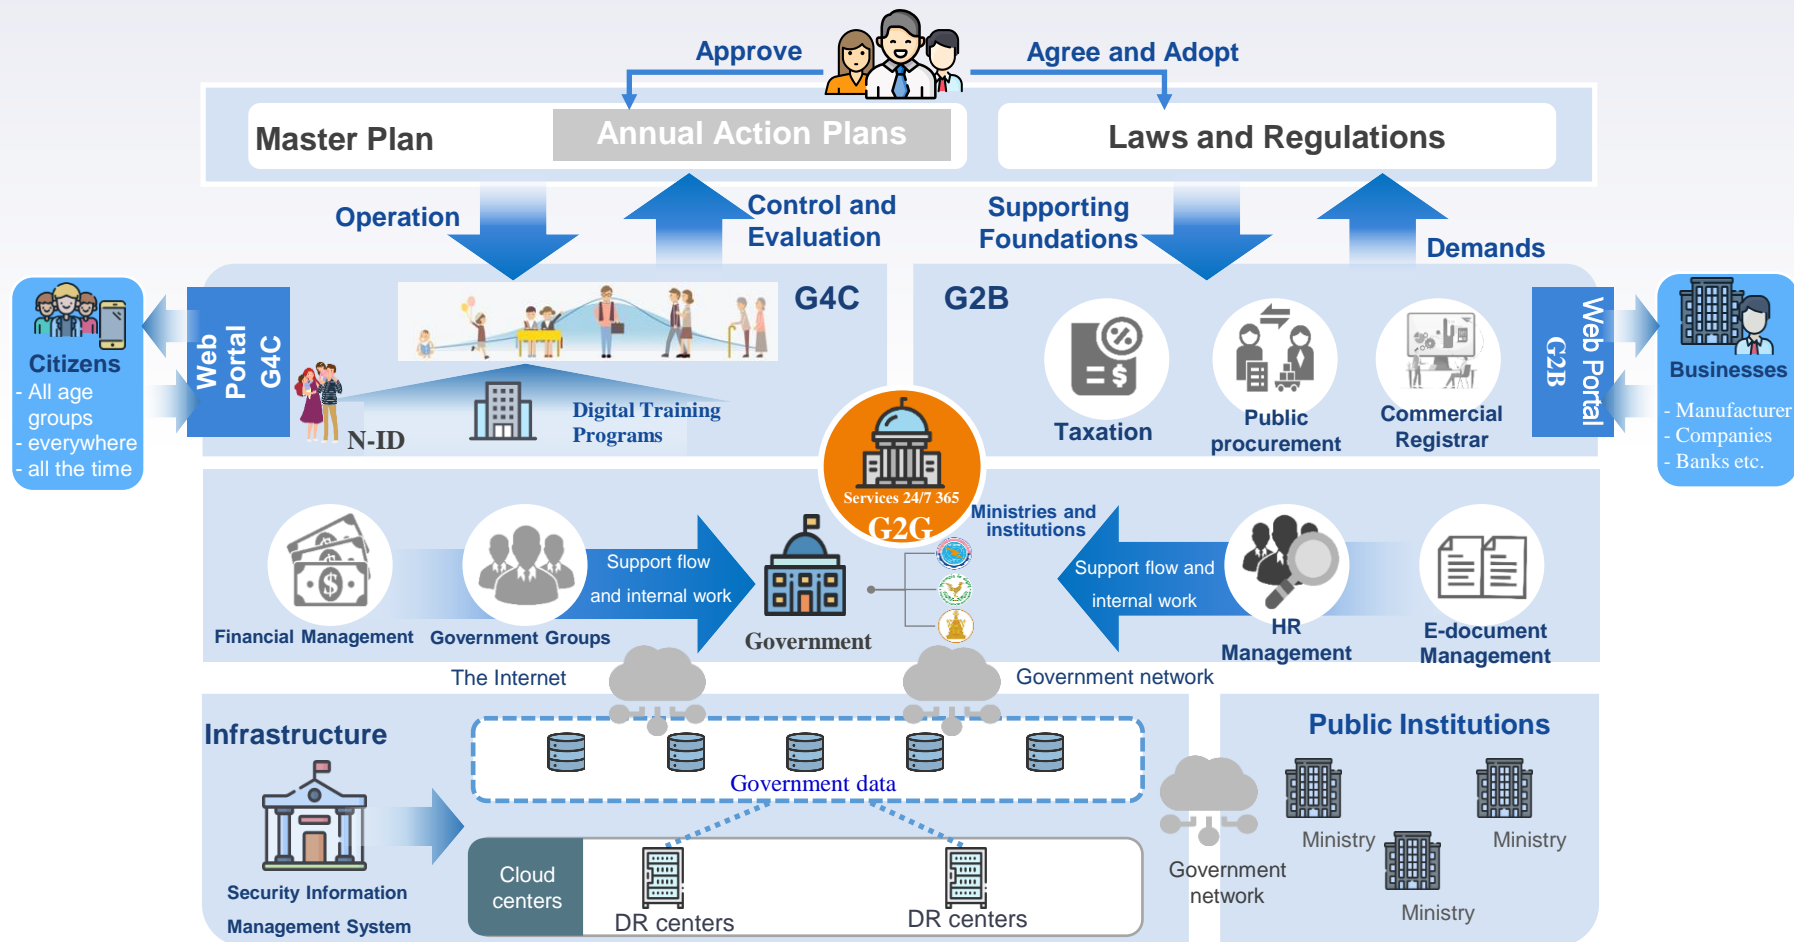 Approve
Agree and Adopt
Master Plan
Annual Action Plans
Laws and Regulations
Operation
Control and
Evaluation
Supporting
Foundations
Demands
Citizens
- All age
groups
- everywhere
- all the time
Web
Portal
G4C
G4C
N-ID
Digital Training
Programs
G2B
Taxation
Public
procurement
Commercial
Registrar
Web Portal
G2B
Businesses
- Manufacturer
- Companies
- Banks etc.
Services 24/7 365
G2G
Financial Management
Government Groups
Support flow
and internal work
Government
Ministries and
institutions
Support flow and
internal work
HR
Management
E-document
Management
The Internet
Government network
Infrastructure
Security Information
Management System
Government data
Cloud
centers
DR centers
DR centers
Government
network
Public Institutions
Ministry
Ministry
Ministry